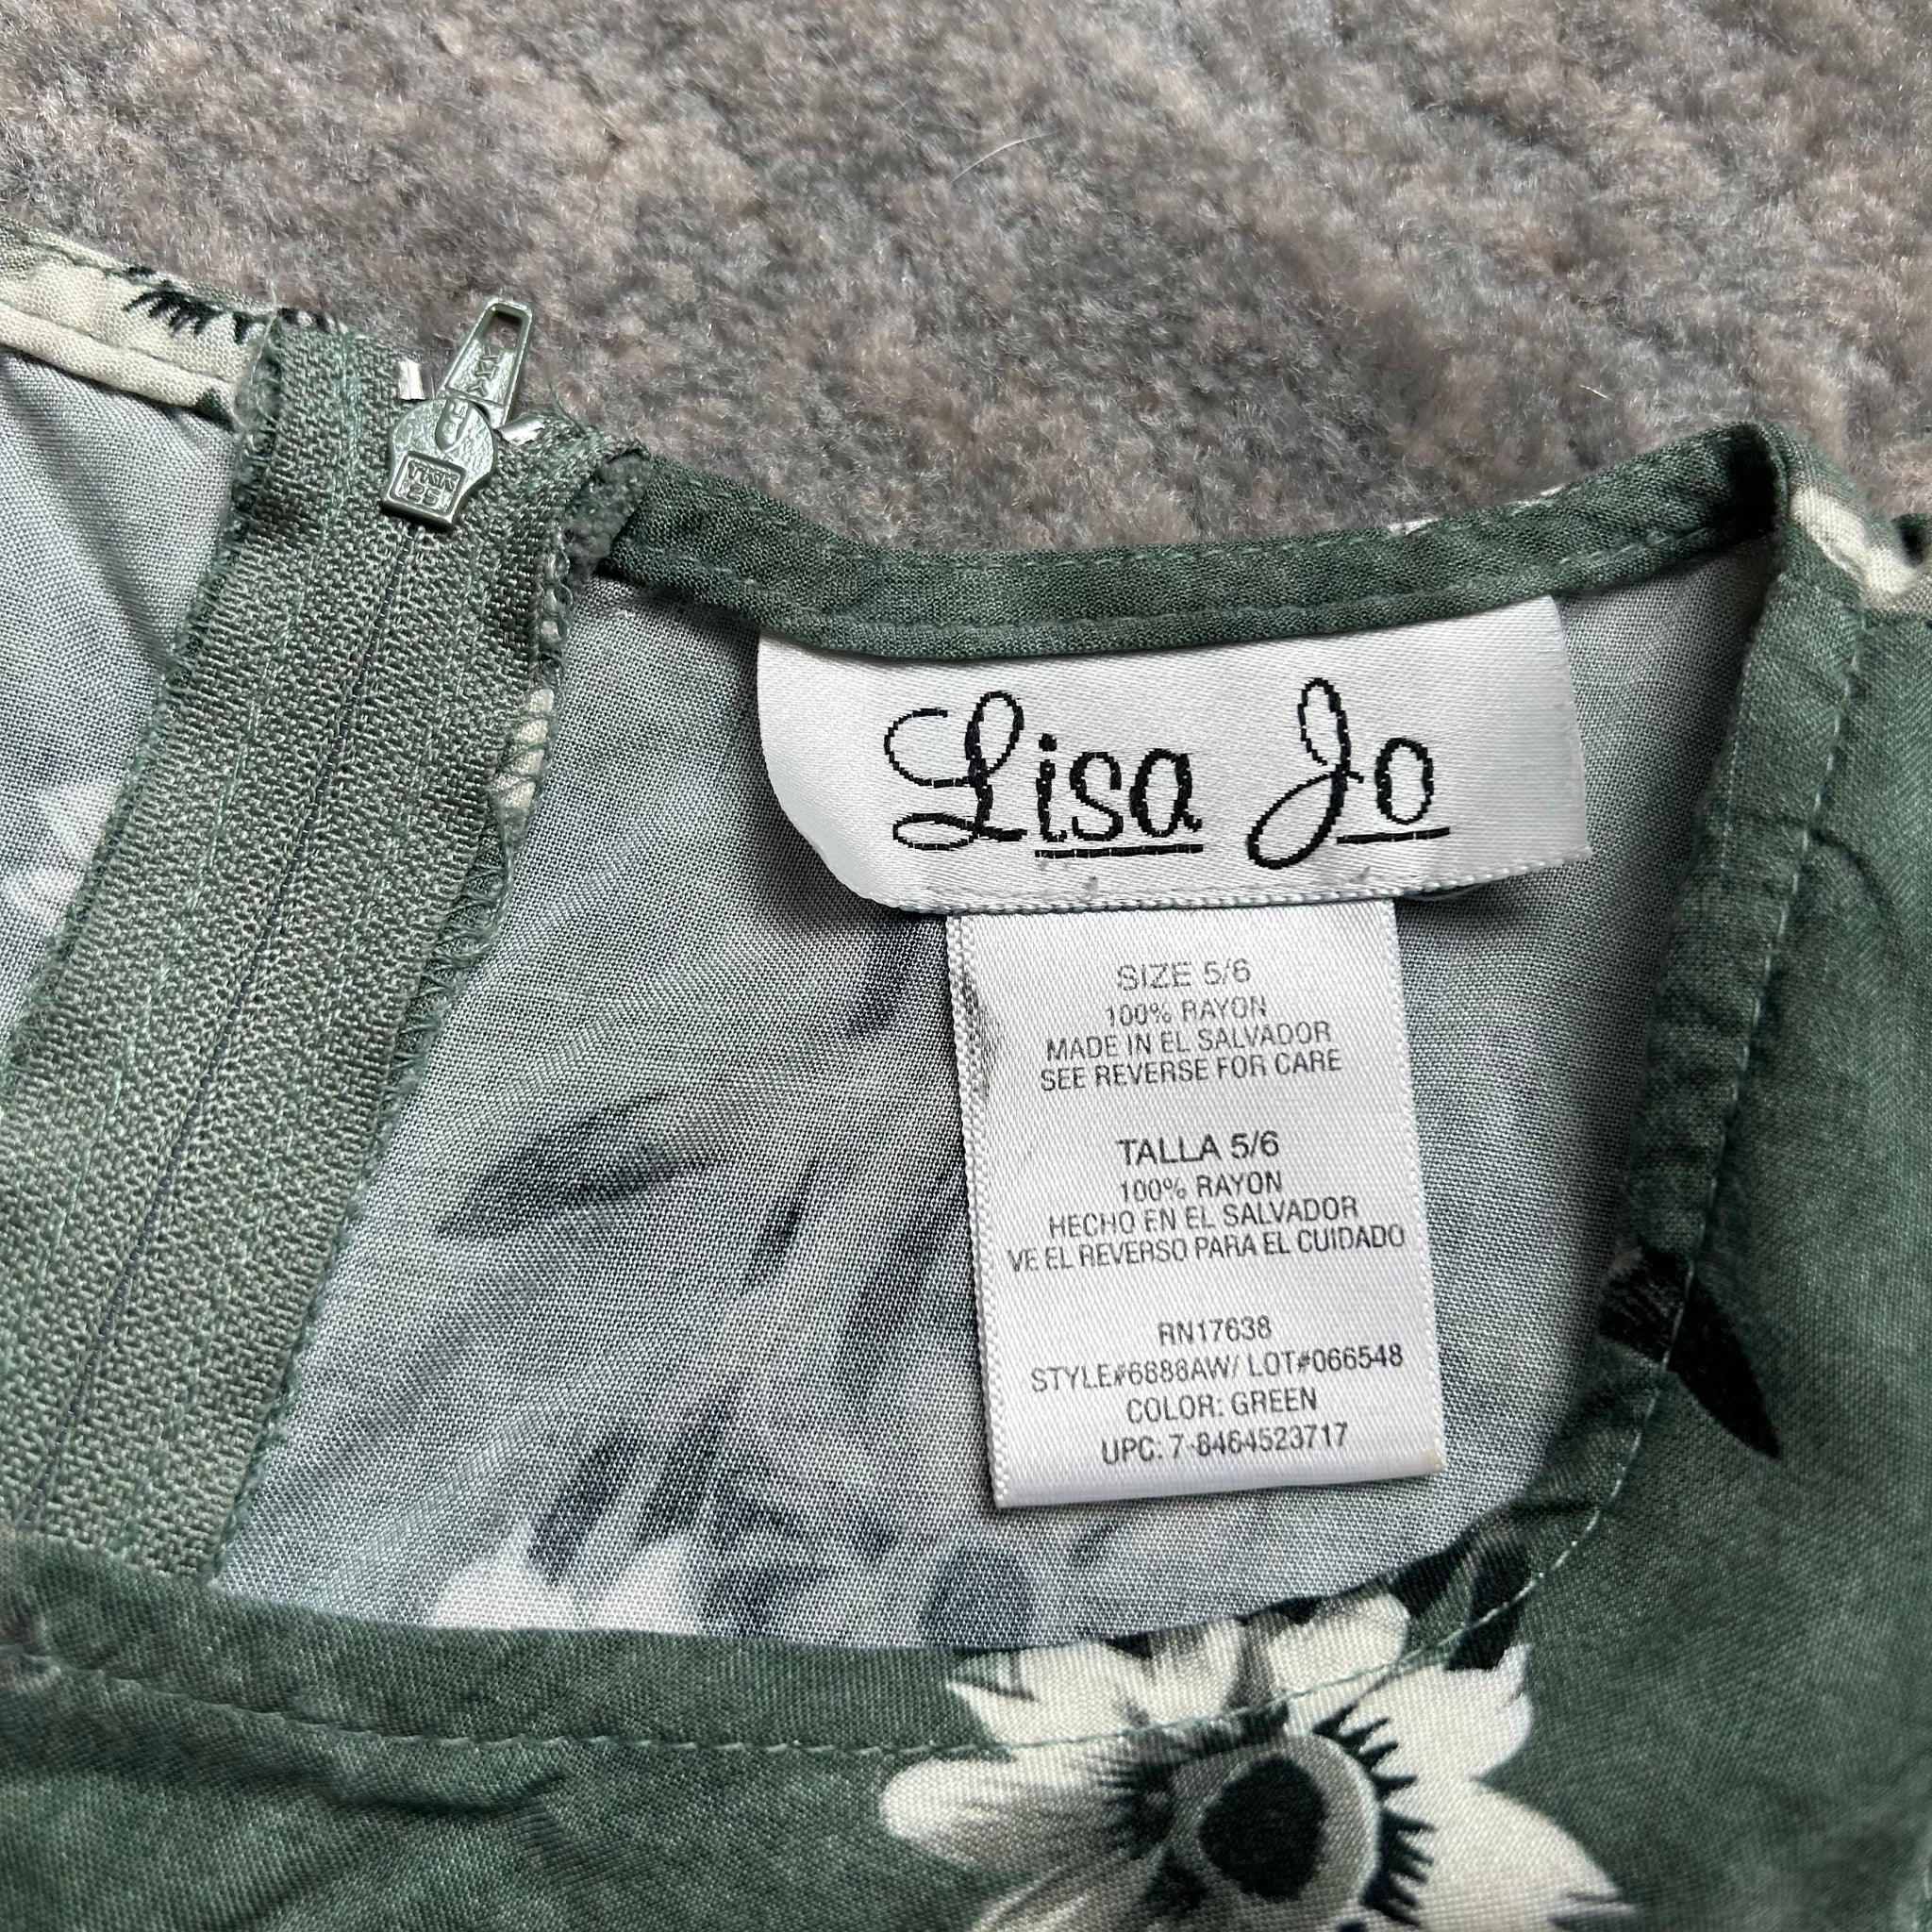 YKK
25
Lisa Jo
SIZE 5/6
100% RAYON
MADE IN EL SALVADOR
SEE REVERSE FOR CARE
TALLA 5/6
100% RAYON
HECHO EN EL SALVADOR
VE EL REVERSO PARA EL CUIDADO
RN17638
STYLE#6888AW/ LOT#066548
COLOR: GREEN
UPC: 7-8464523717